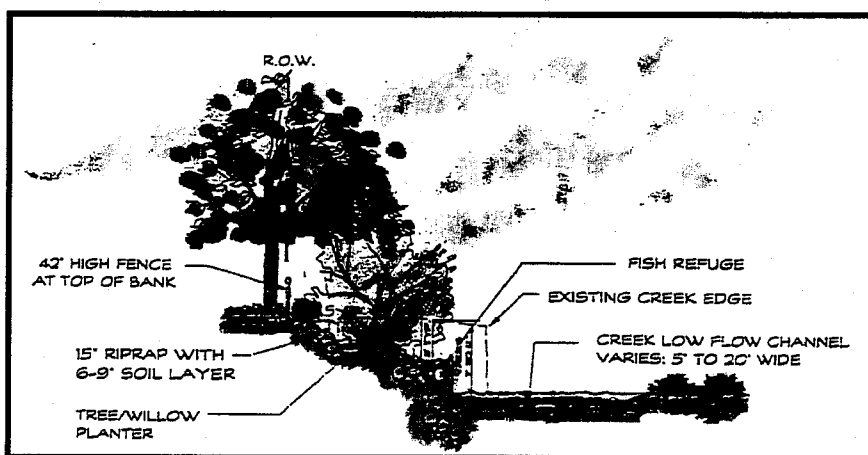 R.O.W.
42" HIGH FENCE
AT TOP OF BANK
FISH REFUGE
EXISTING CREEK EDGE
15" RIPRAP WITH
6-9" SOIL LAYER
CREEK LOW FLOW CHANNEL
VARIES: 5' TO 20' WIDE
TREE/WILLOW
PLANTER